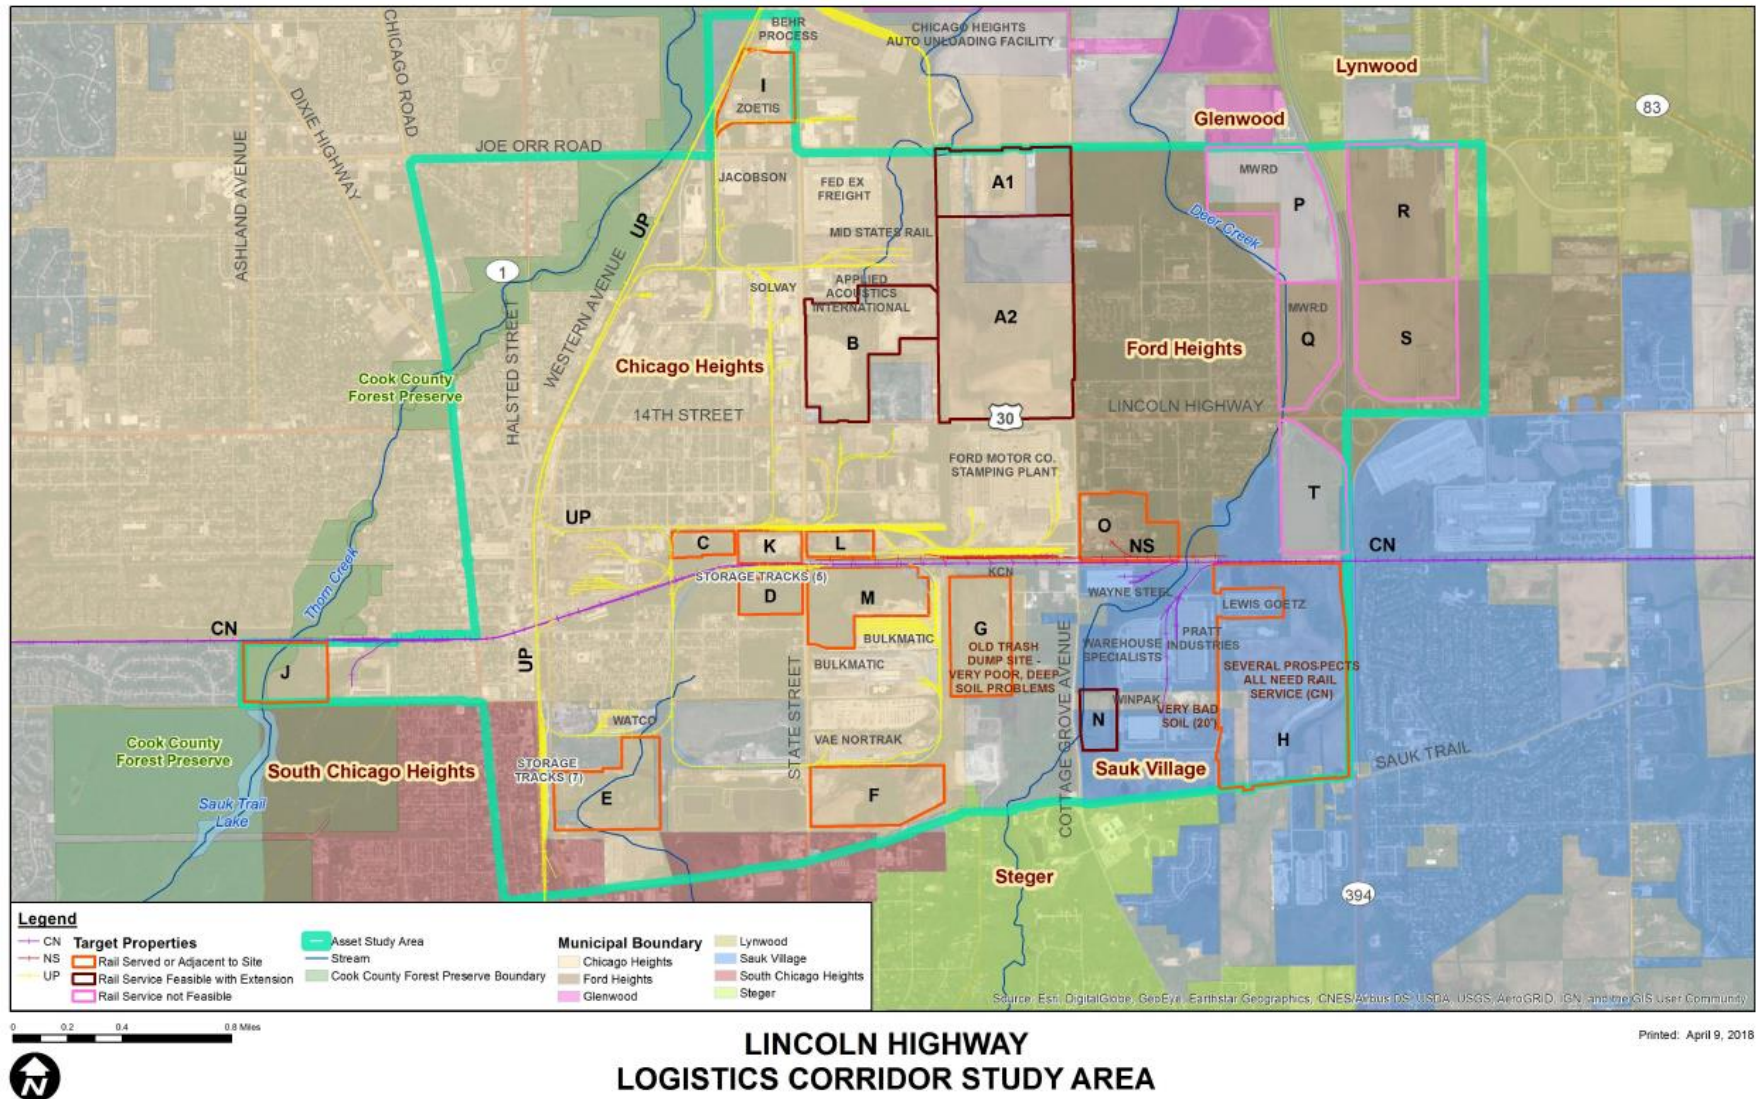 BEHR
PROCESS
CHICAGO HEIGHTS
AUTO UNLOADING FACILITY
CHICAGO ROAD
DIXIE HIGHWAY
ASHLAND AVENUE
Lynwood
83
Glenwood
I
ZOETIS
JOE ORR ROAD
JACOBSON
FED EX
FREIGHT
A1
MWRD
P
R
Deer Creek
UP
MID STATES RAIL
1
WESTERN AVENUE
HALSTED STREET
SOLVAY
APPLIED
ACOUSTICS
INTERNATIONAL
B
A2
MWRD
Q
S
Ford Heights
Chicago Heights
Cook County
Forest Preserve
14TH STREET
30
LINCOLN HIGHWAY
FORD MOTOR CO.
STAMPING PLANT
T
UP
O
NS
CN
C
K
L
STORAGE TRACKS (5)
KCN
D
M
WAYNE STEEL
LEWIS GOETZ
Thorn Creek
CN
BULKMATIC
G
OLD TRASH
DUMP SITE -
VERY POOR, DEEP
SOIL PROBLEMS
COTTAGE GROVE AVENUE
WAREHOUSE
SPECIALISTS
PRATT
INDUSTRIES
SEVERAL PROSPECTS
ALL NEED RAIL
SERVICE (CN)
J
UP
BULKMATIC
STATE STREET
WINPAK
VERY BAD
SOIL (20')
N
WATCO
VAE NORTRAK
H
SAUK TRAIL
Cook County
Forest Preserve
South Chicago Heights
STORAGE
TRACKS (7)
Sauk Village
E
F
Sauk Trail
Lake
Steger
394
Legend
CN
NS
UP
Target Properties
Rail Served or Adjacent to Site
Rail Service Feasible with Extension
Rail Service not Feasible
Asset Study Area
Stream
Cook County Forest Preserve Boundary
Municipal Boundary
Chicago Heights
Ford Heights
Glenwood
Lynwood
Sauk Village
South Chicago Heights
Steger
Source: Esri, DigitalGlobe, GeoEye, Earthstar Geographics, CNES/Airbus DS, USDA, USGS, AeroGRID, IGN, and the GIS User Community
0 0.2 0.4 0.8 Miles
N
LINCOLN HIGHWAY
LOGISTICS CORRIDOR STUDY AREA
Printed: April 9, 2018